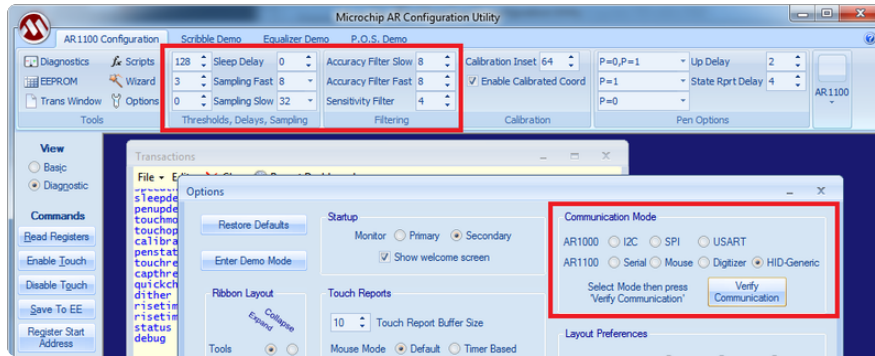 Microchip AR Configuration Utility
AR1100 Configuration Scribble Demo Equalizer Demo P.O.S. Demo
Diagnostics fx Scripts 128 Sleep Delay 0 Accuracy Filter Slow 8 Calibration Inset 64 P=0,P=1 Up Delay 2
EEPROM Wizard 3 Sampling Fast 8 Accuracy Filter Fast 8 Enable Calibrated Coord P=1 State Rprt Delay 4
Trans Window Options 0 Sampling Slow 32 Sensitivity Filter 4 P=0 AR1100
Tools Thresholds, Delays, Sampling Filtering Calibration Pen Options
View
Basic
Diagnostic
Commands
Read Registers
Enable Touch
Disable Touch
Save To EE
Register Start
Address
Transactions
File
sleepde
penupde
touchmo
touchop
calibra
penstat
touchre
capthre
quickch
dither
risetim
risetim
status
debug
Options
Restore Defaults
Enter Demo Mode
Ribbon Layout
Expand
Collapse
Tools
Startup
Monitor Primary Secondary
Show welcome screen
Touch Reports
10 Touch Report Buffer Size
Mouse Mode Default Timer Based
Communication Mode
AR1000 I2C SPI USART
AR1100 Serial Mouse Digitizer HID-Generic
Select Mode then press
'Verify Communication'
Verify
Communication
Layout Preferences